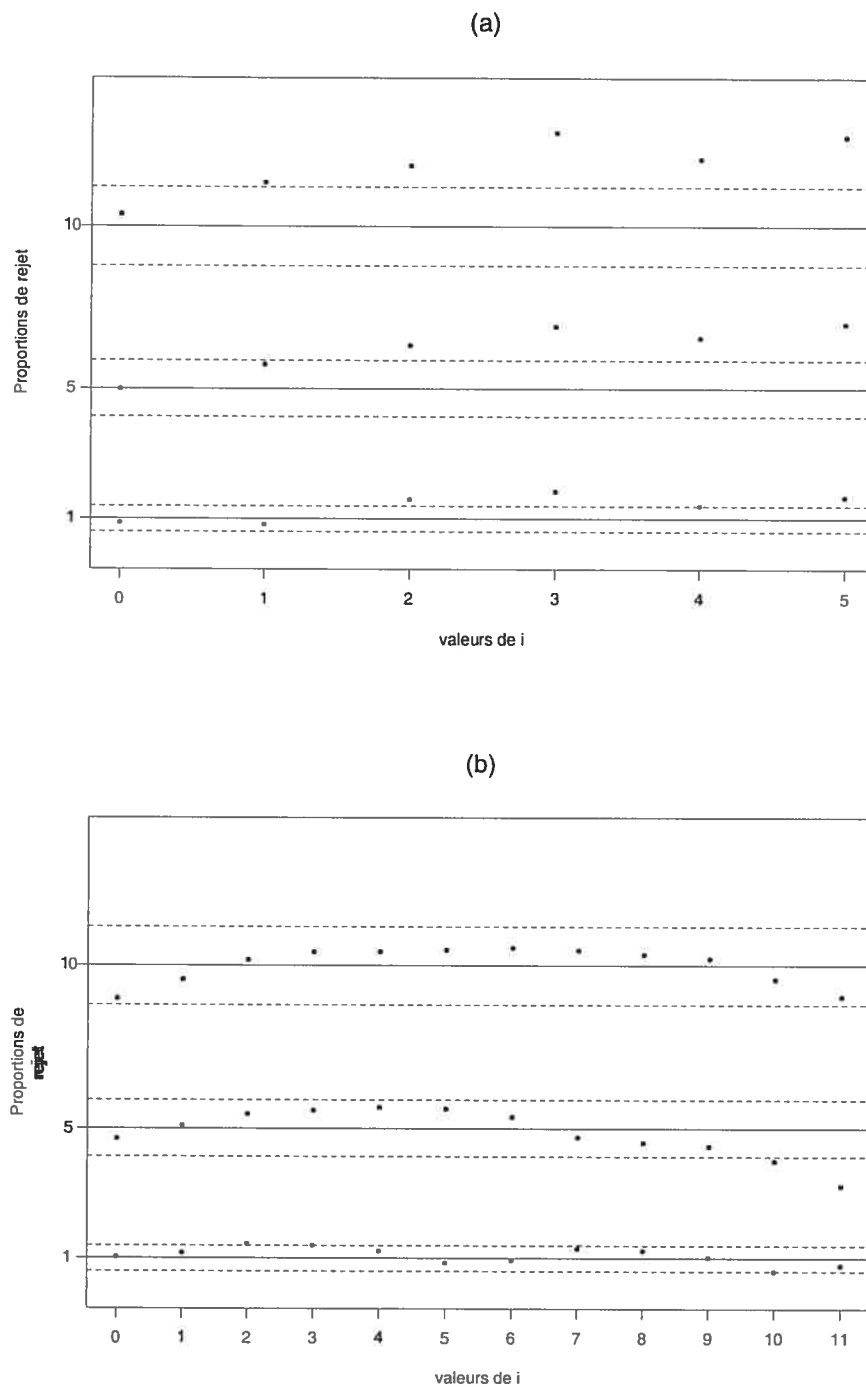 (a)
Proportions de rejet
10
5
1
0 1 2 3 4 5
valeurs de i
(b)
Proportions de
rejet
10
5
1
0 1 2 3 4 5 6 7 8 9 10 11
valeurs de i